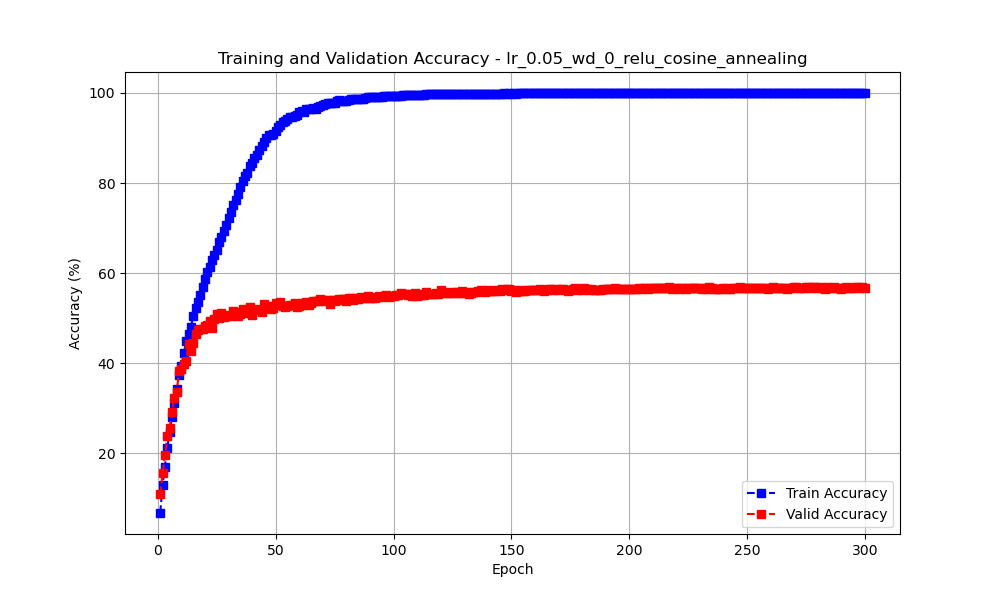 Training and Validation Accuracy - lr_0.05_wd_0_relu_cosine_annealing
Accuracy (%)
100
80
60
40
20
0
50
100
150
200
250
300
Epoch
Train Accuracy
Valid Accuracy